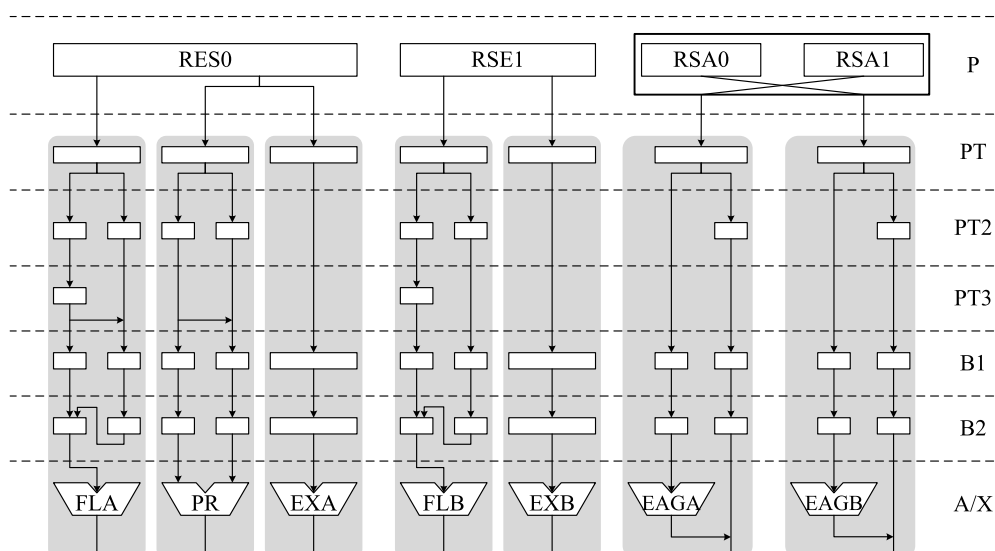 RES0
RSE1
RSA0
RSA1
P
PT
PT2
PT3
B1
B2
FLA
PR
EXA
FLB
EXB
EAGA
EAGB
A/X